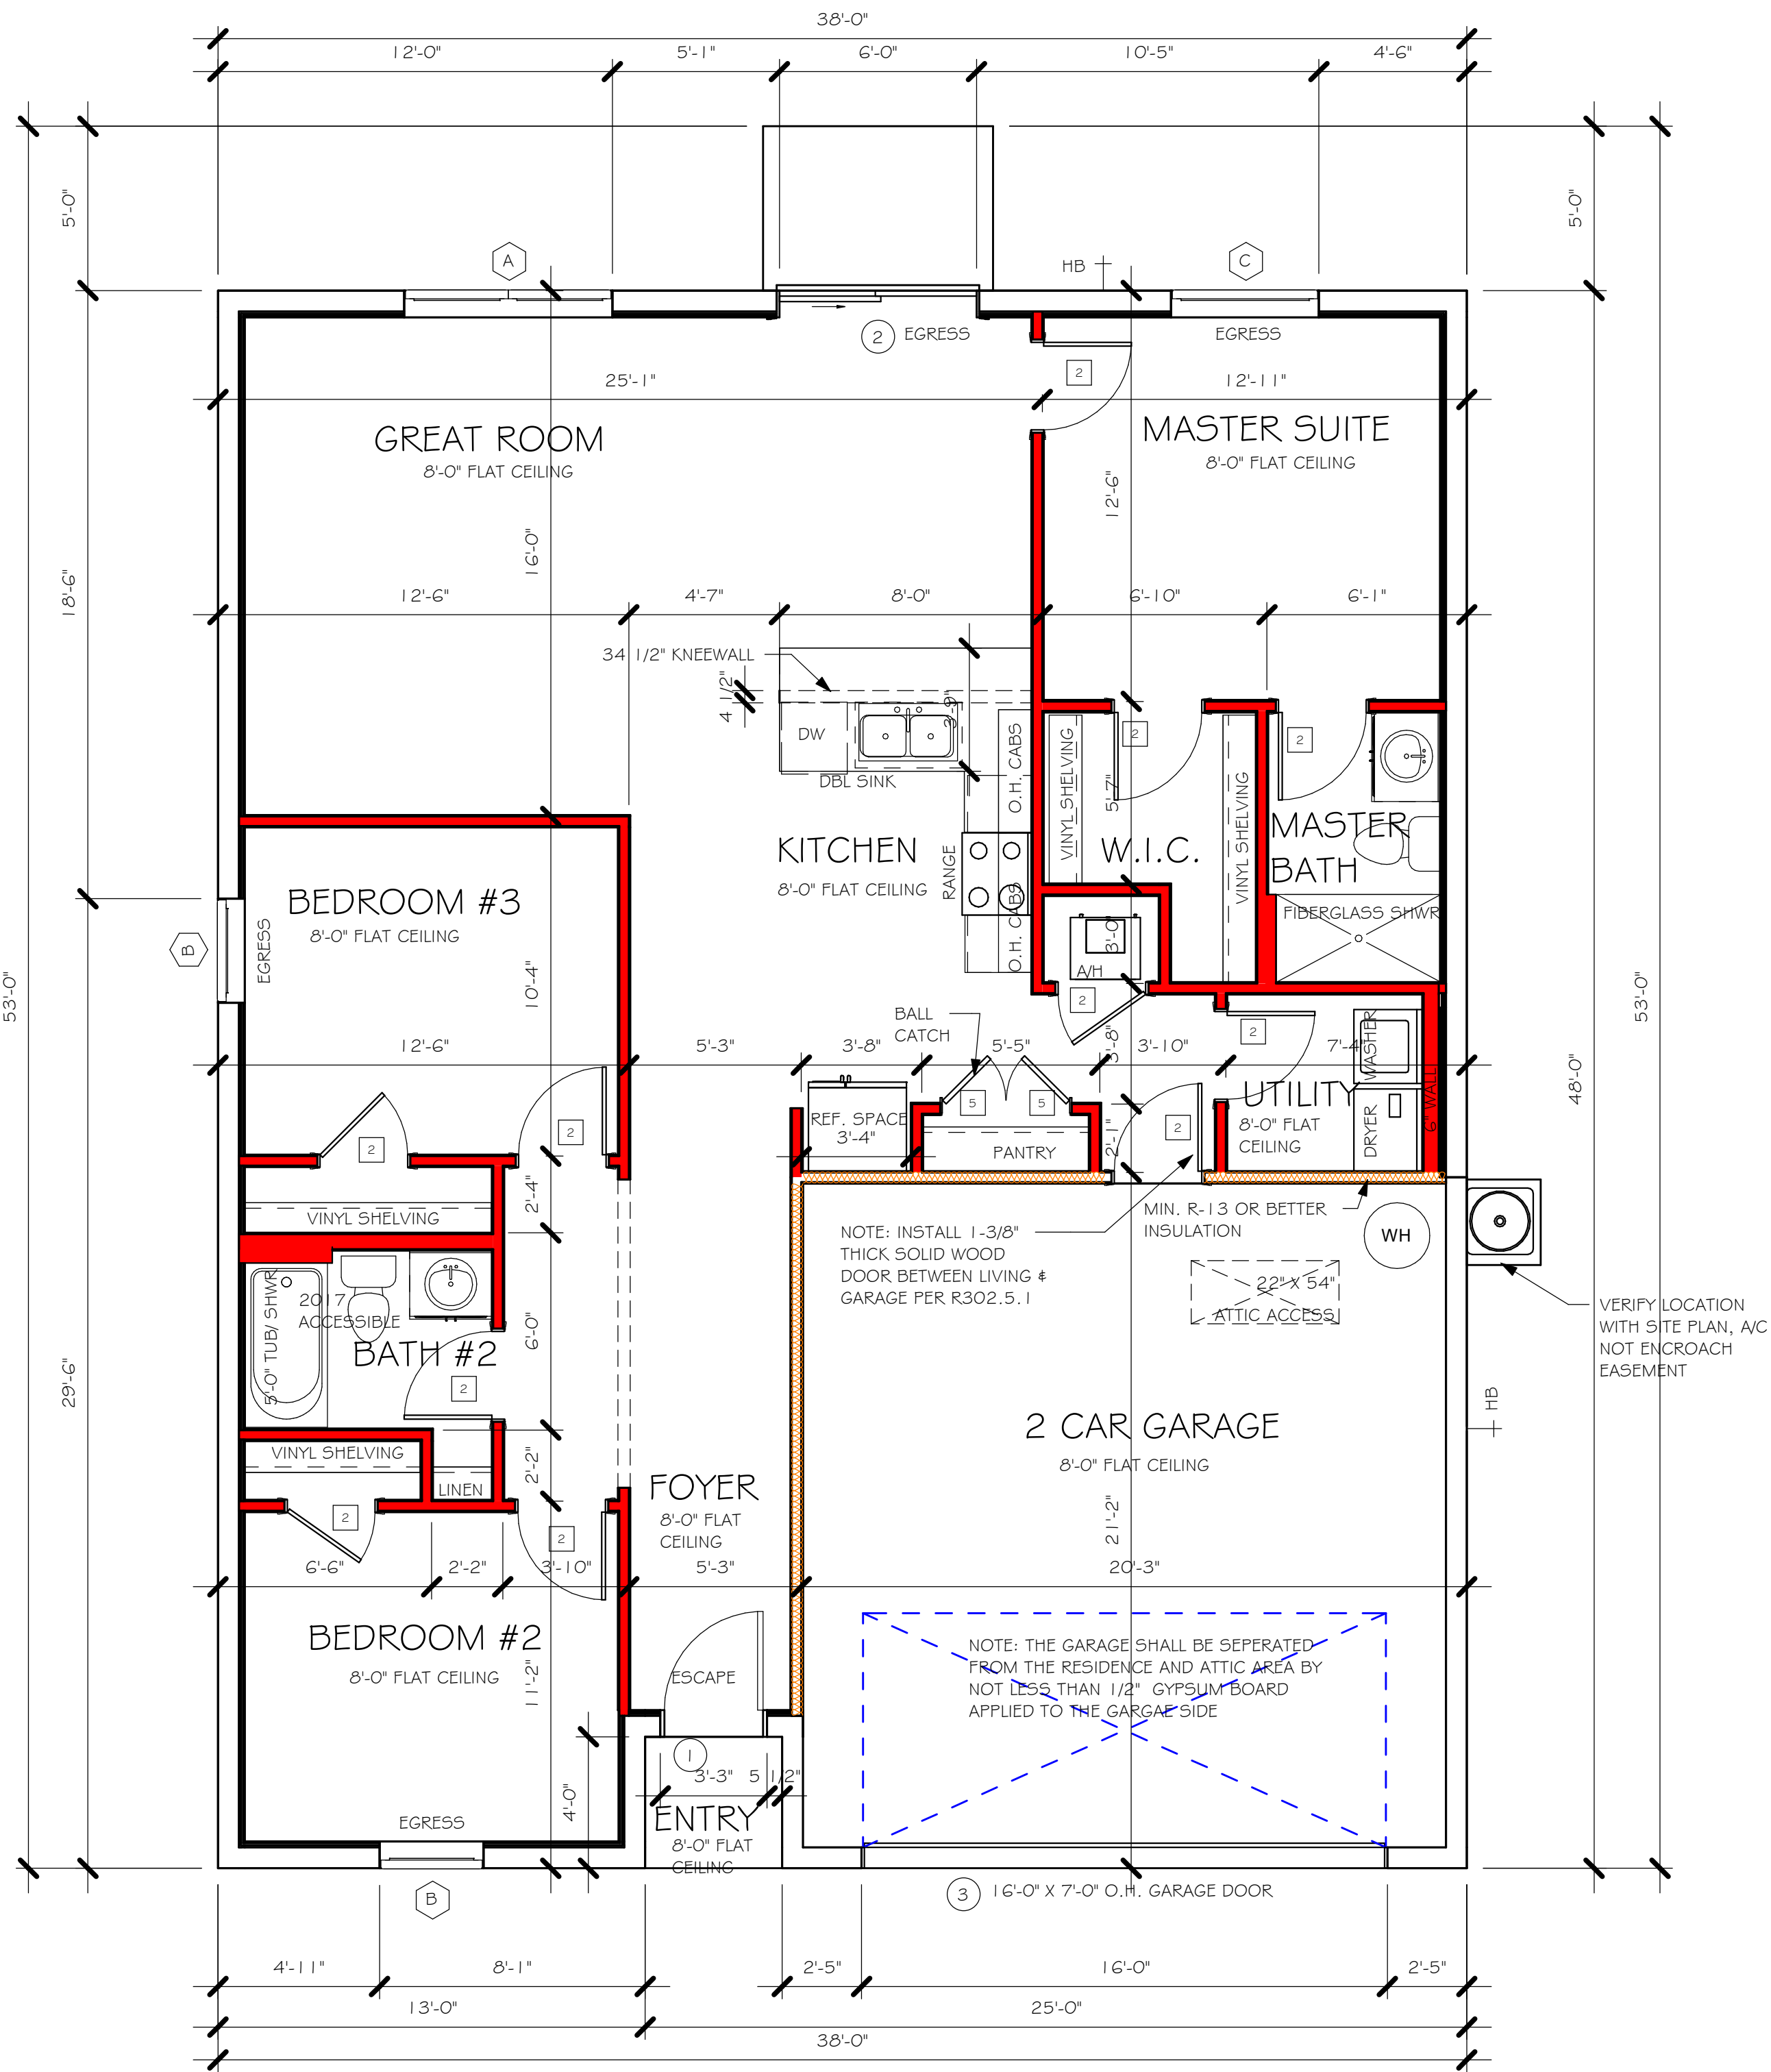 38'-0"
12'-0" 5'-1" 6'-0" 10'-5" 4'-6"
5'-0" 5'-0"
A HB C
2 EGRESS EGRESS
2
25'-1" 12'-11"
GREAT ROOM MASTER SUITE
8'-0" FLAT CEILING 8'-0" FLAT CEILING
16'-0" 12'-6"
18'-6"
12'-6" 4'-7" 8'-0" 6'-10" 6'-1"
34 1/2" KNEEWALL
4 1/2" 3'-9"
DW 2 2
DBL SINK O.H. CABS VINYL SHELVING 5'-7" VINYL SHELVING
KITCHEN W.I.C. MASTER
BATH
8'-0" FLAT CEILING RANGE
O.H. CABS
BEDROOM #3 FIBERGLASS SHWR
8'-0" FLAT CEILING
B EGRESS
3'-0"
A/H
53'-0" 10'-4" 53'-0"
2
BALL
CATCH
2
12'-6" 5'-3" 3'-8" 5'-5" 3'-8" 3'-10" 7'-4"
WASHER
48'-0"
5 5 UTILITY
REF. SPACE 8'-0" FLAT
CEILING
3'-4" DRYER 6" WALL
2 2 2
PANTRY 2'-1"
2'-4"
VINYL SHELVING
MIN. R-13 OR BETTER
INSULATION
WH
NOTE: INSTALL 1-3/8"
THICK SOLID WOOD
DOOR BETWEEN LIVING &
GARAGE PER R302.5.1
22" X 54"
ATTIC ACCESS
VERIFY LOCATION
WITH SITE PLAN, A/C
NOT ENCROACH
EASEMENT
5'-0" TUB/ SHWR
2017
ACCESSIBLE
BATH #2
6'-0"
2
29'-6"
HB
2 CAR GARAGE
8'-0" FLAT CEILING
VINYL SHELVING
LINEN
2'-2"
FOYER
8'-0" FLAT
CEILING
2 2
21'-2"
6'-6" 2'-2" 3'-10" 5'-3" 20'-3"
BEDROOM #2
8'-0" FLAT CEILING
11'-2"
ESCAPE
NOTE: THE GARAGE SHALL BE SEPERATED
FROM THE RESIDENCE AND ATTIC AREA BY
NOT LESS THAN 1/2" GYPSUM BOARD
APPLIED TO THE GARGAE SIDE
1
3'-3" 5 1/2"
4'-0"
ENTRY
8'-0" FLAT
CEILING
EGRESS
B
3 16'-0" X 7'-0" O.H. GARAGE DOOR
4'-11" 8'-1" 2'-5" 16'-0" 2'-5"
13'-0" 25'-0"
38'-0"